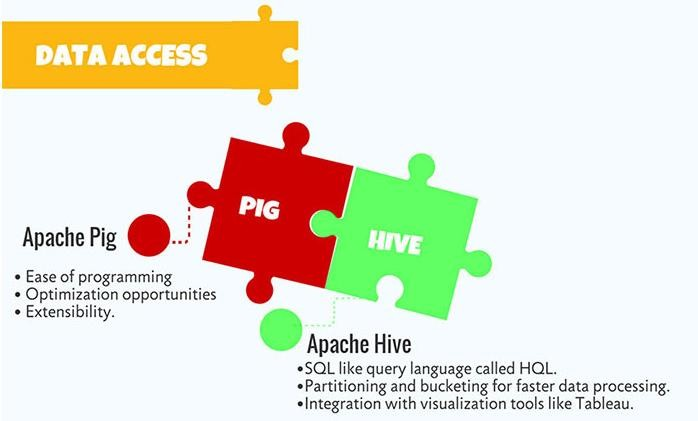 DATA ACCESS
PIG
HIVE
Apache Pig
• Ease of programming
• Optimization opportunities
• Extensibility.
Apache Hive
•SQL like query language called HQL.
•Partitioning and bucketing for faster data processing.
•Integration with visualization tools like Tableau.